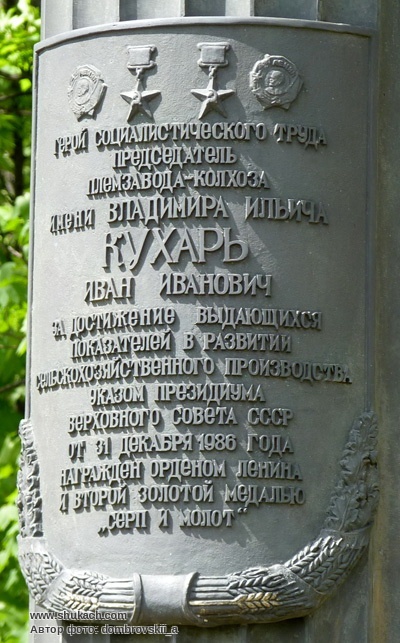 ГЕРОЙ СОЦИАЛИСТИЧЕСКОГО ТРУДА
ПРЕДСЕДАТЕЛЬ
ПЛЕМЗАВОДА-КОЛХОЗА
ИМЕНИ ВЛАДИМИРА ИЛЬИЧА
КУХАРЬ
ИВАН ИВАНОВИЧ
ЗА ДОСТИЖЕНИЕ ВЫДАЮЩИХСЯ
ПОКАЗАТЕЛЕЙ В РАЗВИТИИ
СЕЛЬСКОХОЗЯЙСТВЕННОГО ПРОИЗВОДСТВА
УКАЗОМ ПРЕЗИДИУМА
ВЕРХОВНОГО СОВЕТА СССР
ОТ 31 ДЕКАБРЯ 1986 ГОДА
НАГРАЖДЕН ОРДЕНОМ ЛЕНИНА
И ВТОРОЙ ЗОЛОТОЙ МЕДАЛЬЮ
„СЕРП И МОЛОТ"
www.shukach.com
Автор фото: dombrovskii_a